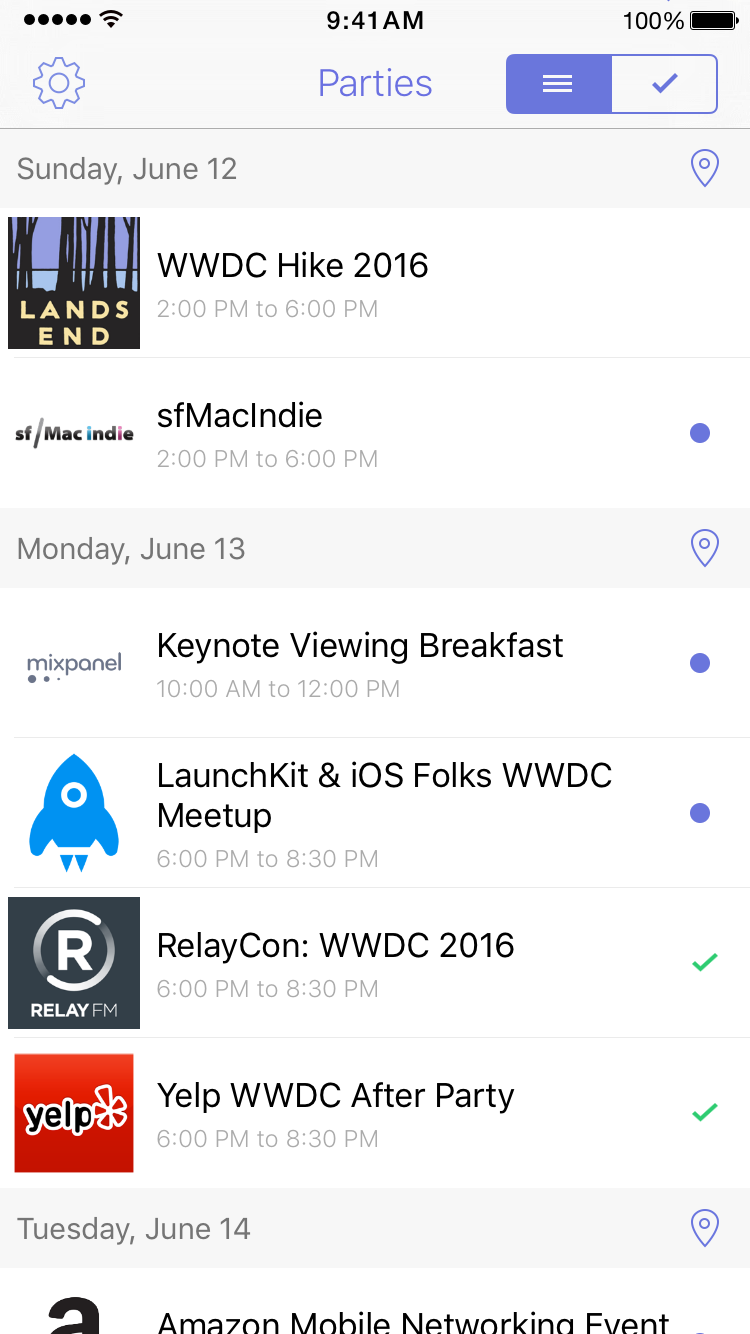 9:41AM
100%
Parties
Sunday, June 12
LANDS
END
WWDC Hike 2016
2:00 PM to 6:00 PM
sf/Mac indie
sfMacIndie
2:00 PM to 6:00 PM
Monday, June 13
mixpanel
Keynote Viewing Breakfast
10:00 AM to 12:00 PM
LaunchKit & iOS Folks WWDC
Meetup
6:00 PM to 8:30 PM
R
RELAY FM
RelayCon: WWDC 2016
6:00 PM to 8:30 PM
yelp
Yelp WWDC After Party
6:00 PM to 8:30 PM
Tuesday, June 14
a
Amazon Mobile Networking Event